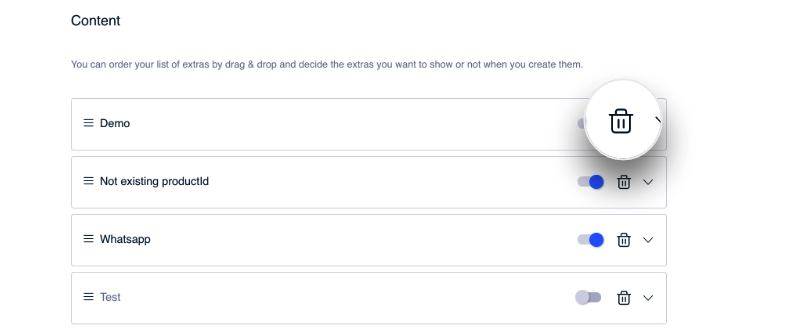 Content
You can order your list of extras by drag & drop and decide the extras you want to show or not when you create them.
Demo
Not existing productId
Whatsapp
Test